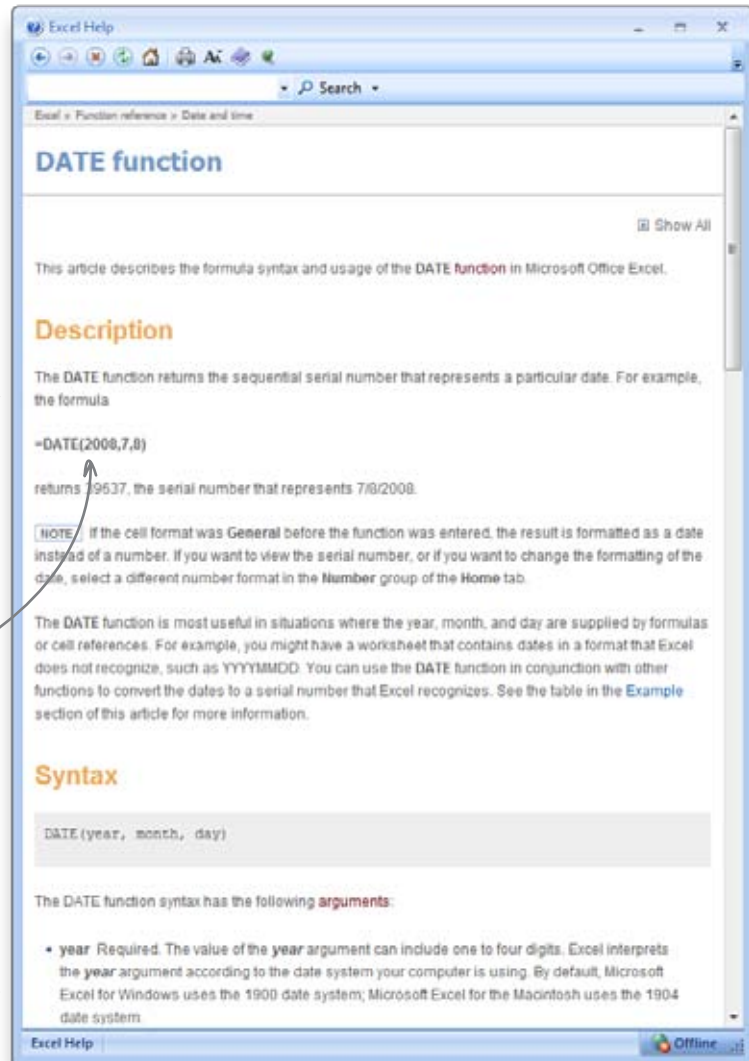 Excel Help
Search
Excel > Function reference > Date and time
DATE function
Show All
This article describes the formula syntax and usage of the DATE function in Microsoft Office Excel.
Description
The DATE function returns the sequential serial number that represents a particular date. For example,
the formula
=DATE(2008,7,8)
returns 39637, the serial number that represents 7/8/2008.
NOTE If the cell format was General before the function was entered, the result is formatted as a date
instead of a number. If you want to view the serial number, or if you want to change the formatting of the
date, select a different number format in the Number group of the Home tab.
The DATE function is most useful in situations where the year, month, and day are supplied by formulas
or cell references. For example, you might have a worksheet that contains dates in a format that Excel
does not recognize, such as YYYYMMDD. You can use the DATE function in conjunction with other
functions to convert the dates to a serial number that Excel recognizes. See the table in the Example
section of this article for more information.
Syntax
DATE(year, month, day)
The DATE function syntax has the following arguments:
• year Required. The value of the year argument can include one to four digits. Excel interprets
the year argument according to the date system your computer is using. By default, Microsoft
Excel for Windows uses the 1900 date system; Microsoft Excel for the Macintosh uses the 1904
date system.
Excel Help
Offline